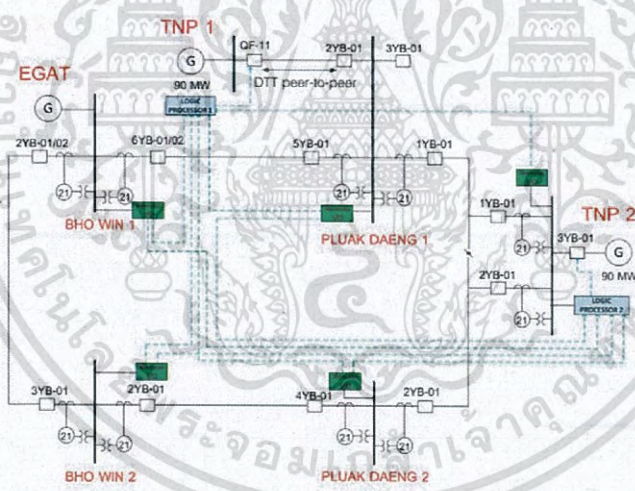 TNP 1
QF-11
2YB-01
3YB-01
DTT peer-to-peer
EGAT
G
90 MW
LOGIC PROCESSOR 1
G
2YB-01/02
6YB-01/02
5YB-01
1YB-01
21
21
21
21
BHO WIN 1
PLUAK DAENG 1
1YB-01
TNP 2
3YB-01
21
G
90 MW
2YB-01
LOGIC PROCESSOR 2
21
3YB-01
2YB-01
4YB-01
2YB-01
21
21
21
21
BHO WIN 2
PLUAK DAENG 2